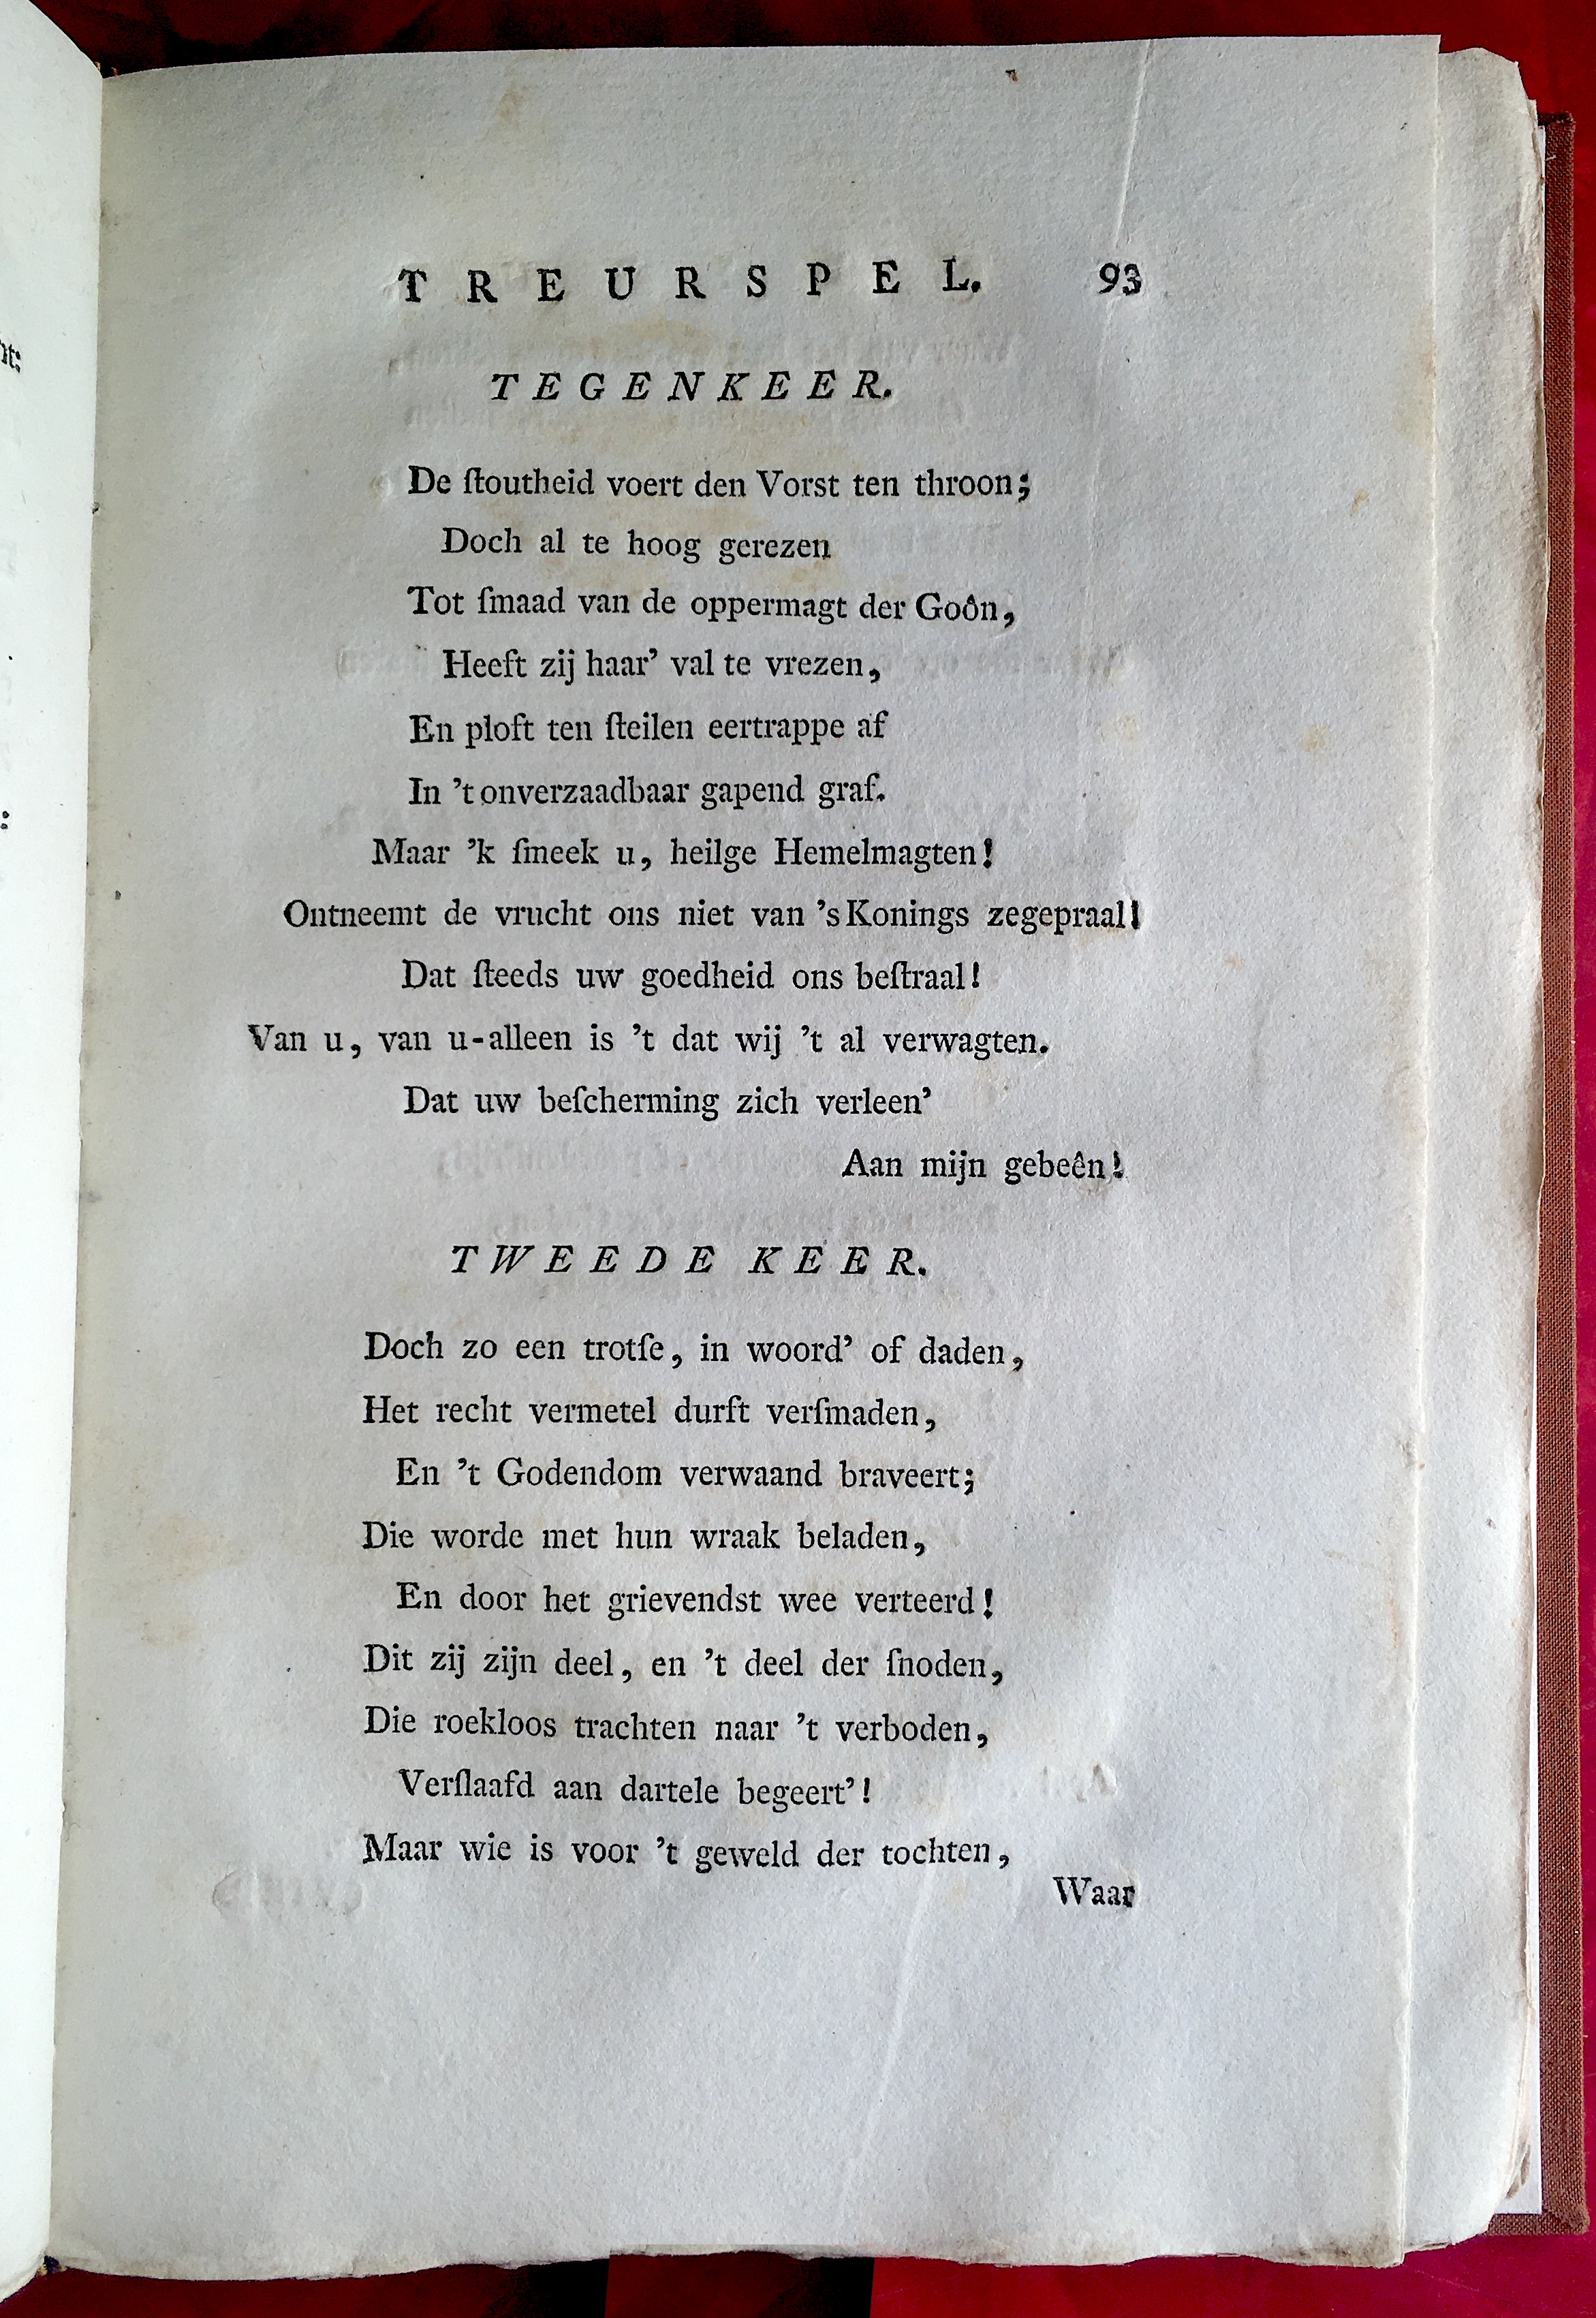 TREURSPEL. 93
TEGENKEER.
De ſtoutheid voert den Vorst ten throon;
Doch al te hoog gerezen
Tot ſmaad van de oppermagt der Goôn,
Heeft zij haar’ val te vrezen,
En ploft ten ſteilen eertrappe af
In ’t onverzaadbaar gapend graf.
Maar ’k ſmeek u, heilge Hemelmagten!
Ontneemt de vrucht ons niet van ’s Konings zegepraal!
Dat ſteeds uw goedheid ons beſtraal!
Van u, van u-alleen is ’t dat wij ’t al verwagten.
Dat uw beſcherming zich verleen’
Aan mijn gebeên!
TWEEDE KEER.
Doch zo een trotſe, in woord’ of daden,
Het recht vermetel durft verſmaden,
En ’t Godendom verwaand braveert;
Die worde met hun wraak beladen,
En door het grievendst wee verteerd!
Dit zij zijn deel, en ’t deel der ſnoden,
Die roekloos trachten naar ’t verboden,
Verſlaafd aan dartele begeert’!
Maar wie is voor ’t geweld der tochten,
Waar